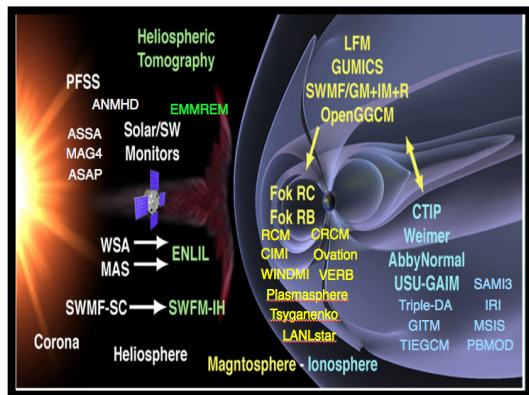 Heliospheric
Tomography
PFSS
ANMHD
EMMREM
ASSA
MAG4
ASAP
Solar/SW
Monitors
WSA
MAS
ENLIL
SWMF-SC
SWFM-IH
Corona
Heliosphere
LFM
GUMICS
SWMF/GM+IM+R
OpenGGCM
Fok RC
Fok RB
RCM CRCM
CIMI Ovation
WINDMI VERB
Plasmasphere
Tsyganenko
LANLstar
CTIP
Weimer
AbbyNormal
USU-GAIM
SAMI3
Triple-DA IRI
GITM MSIS
TIEGCM PBMOD
Magntosphere - Ionosphere